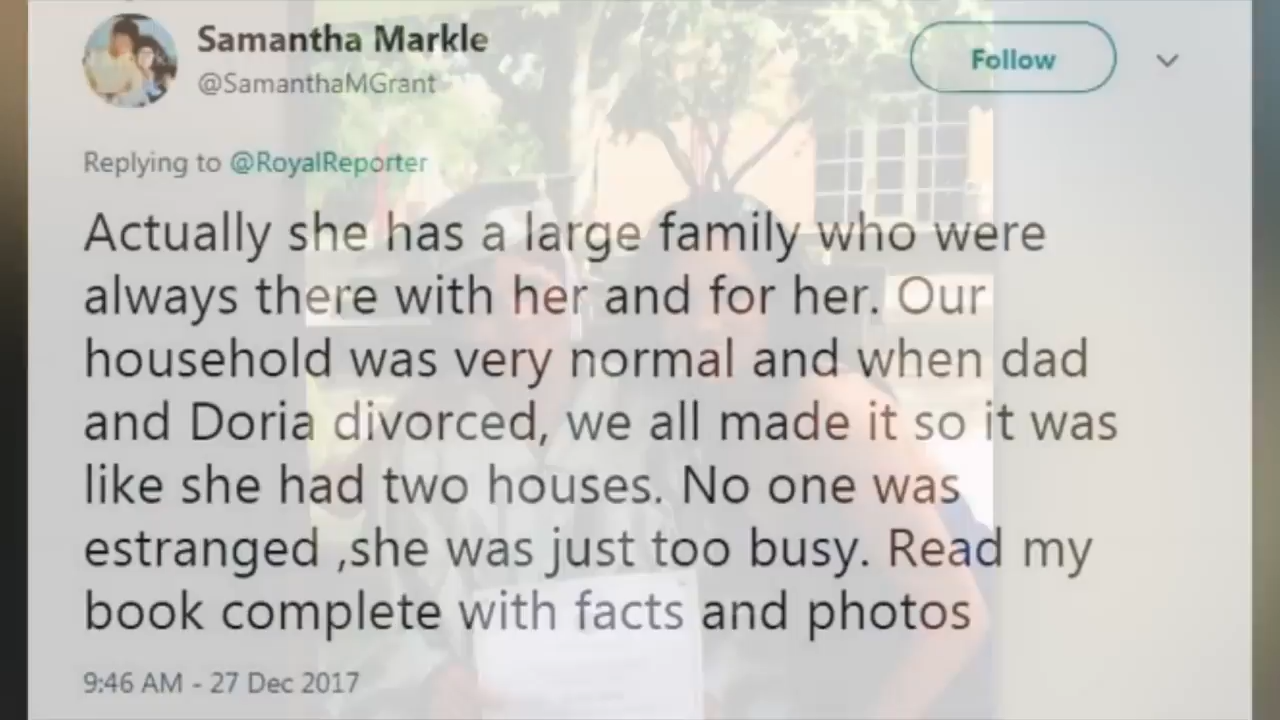 Samantha Markle
@SamanthaMGrant
Follow
Replying to @RoyalReporter
Actually she has a large family who were
always there with her and for her. Our
household was very normal and when dad
and Doria divorced, we all made it so it was
like she had two houses. No one was
estranged ,she was just too busy. Read my
book complete with facts and photos
9:46 AM - 27 Dec 2017